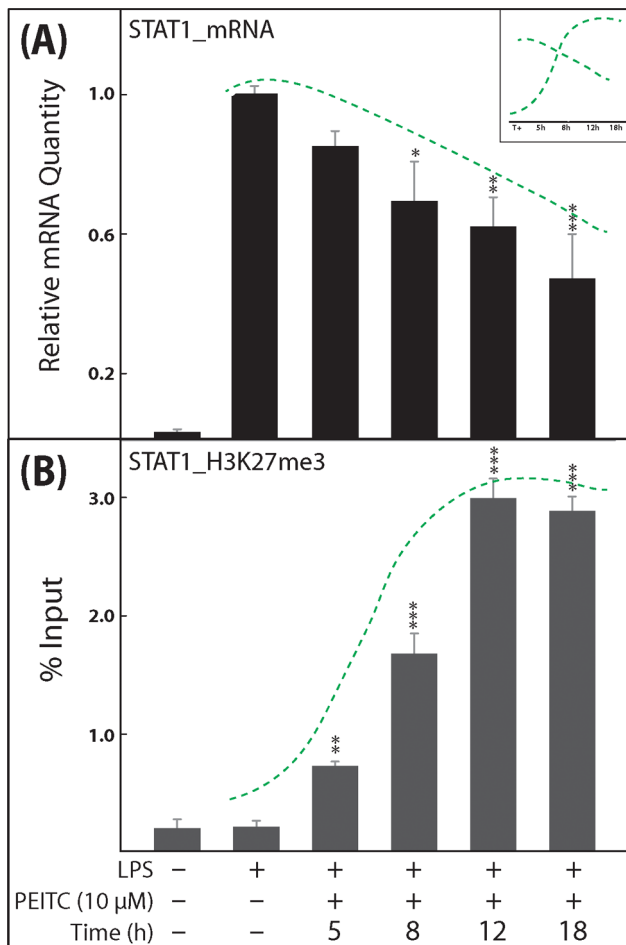 (A) STAT1_mRNA
Relative mRNA Quantity
1.0
0.6
0.2
T+ 5h 8h 12h 18h
*
**
***
(B) STAT1_H3K27me3
% Input
3.0
2.0
1.0
**
***
***
***
LPS − + + + + +
PEITC (10 µM) − − + + + +
Time (h) − − 5 8 12 18